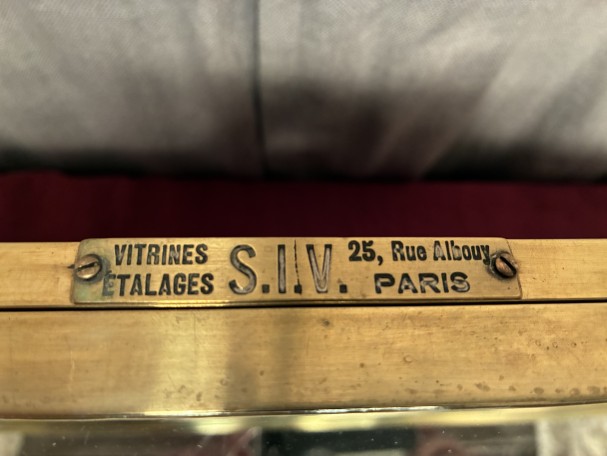 VITRINES
ÉTALAGES
S.I.V.
25, Rue Albouy
PARIS